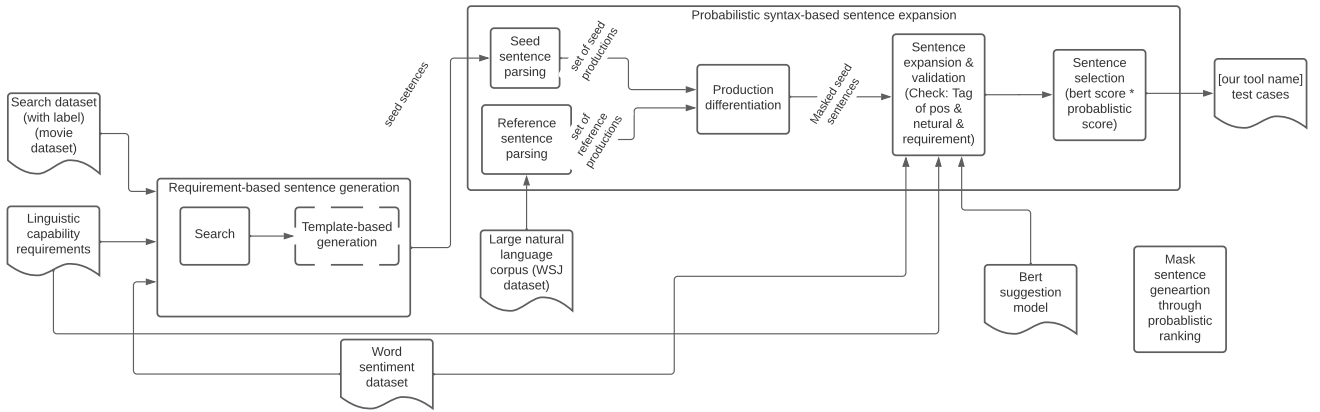 Probabilistic syntax-based sentence expansion
Search dataset
(with label)
(movie
dataset)
Linguistic
capability
requirements
Requirement-based sentence generation
Search
Template-based
generation
seed setences
Seed
sentence
parsing
set of seed
productions
Reference
sentence
parsing
set of
reference
productions
Production
differentiation
Masked seed
sentences
Sentence
expansion &
validation
(Check: Tag
of pos &
netural &
requirement)
Sentence
selection
(bert score *
probablistic
score)
[our tool name]
test cases
Large natural
language
corpus (WSJ
dataset)
Bert
suggestion
model
Mask
sentence
geneartion
through
probablistic
ranking
Word
sentiment
dataset